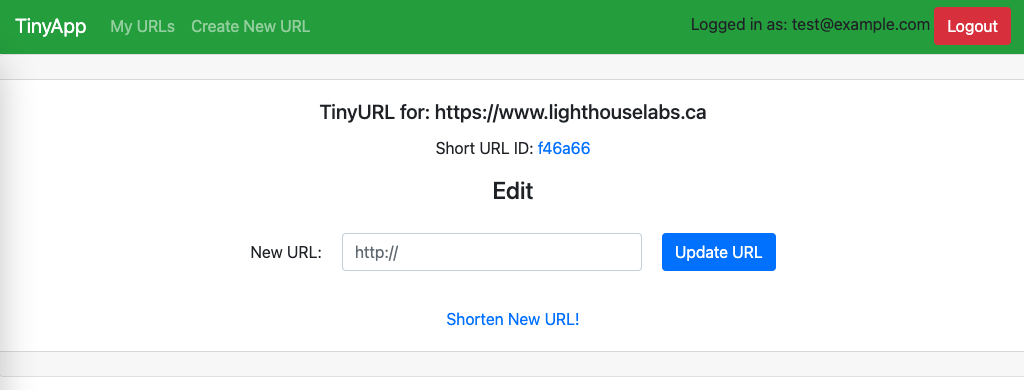 TinyApp My URLs Create New URL Logged in as: test@example.com Logout
TinyURL for: https://www.lighthouselabs.ca
Short URL ID: f46a66
Edit
New URL: http:// Update URL
Shorten New URL!